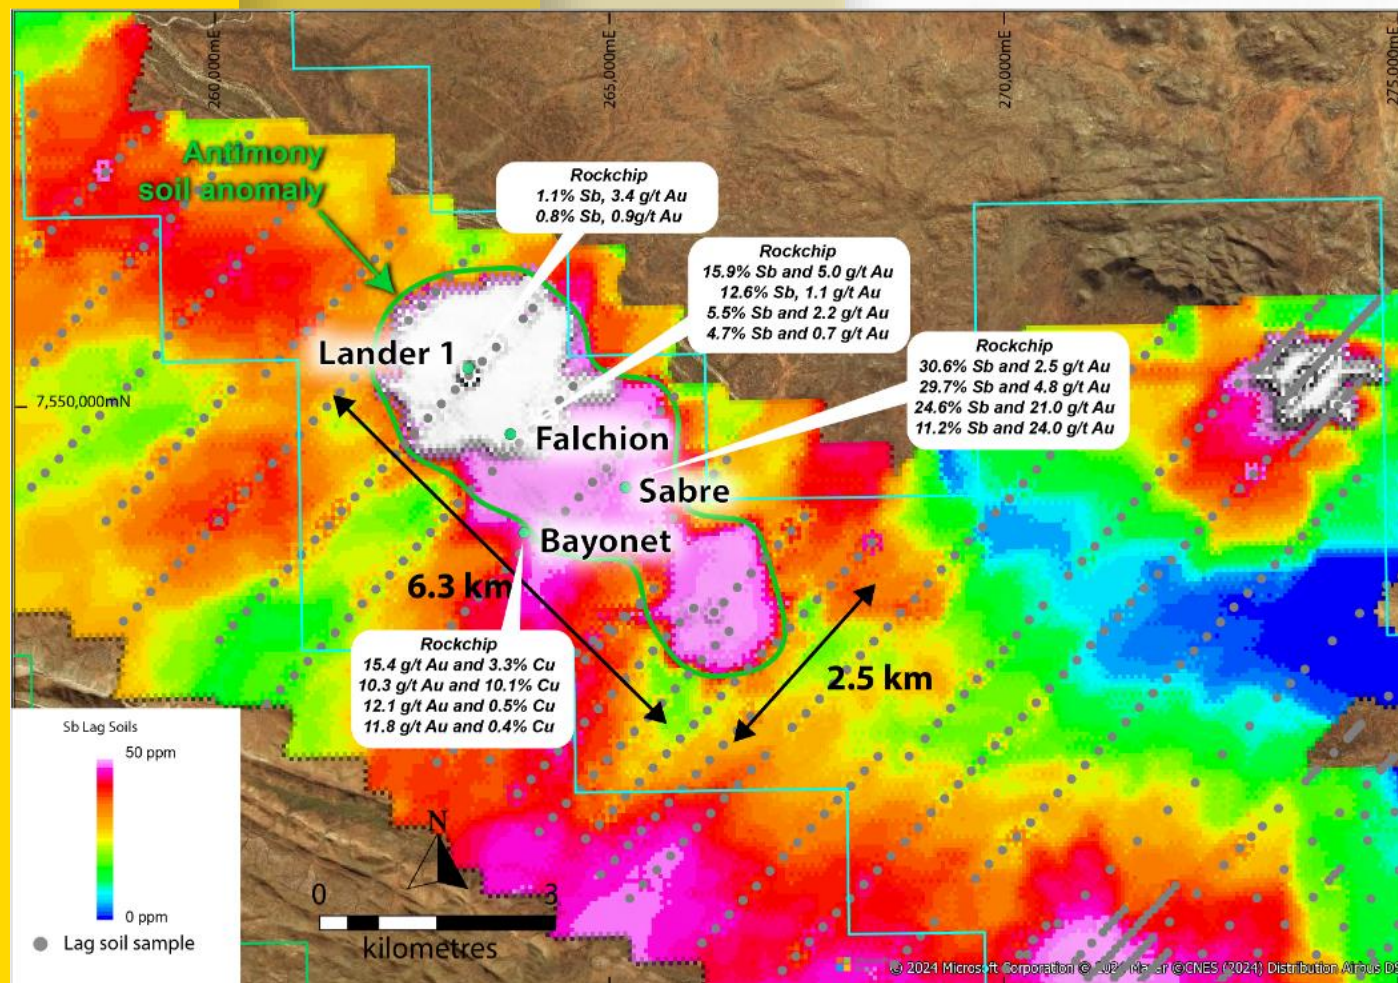 260,000mE
265,000mE
270,000mE
275,000mE
Antimony
soil anomaly
Rockchip
1.1% Sb, 3.4 g/t Au
0.8% Sb, 0.9g/t Au
Rockchip
15.9% Sb and 5.0 g/t Au
12.6% Sb, 1.1 g/t Au
5.5% Sb and 2.2 g/t Au
4.7% Sb and 0.7 g/t Au
Rockchip
30.6% Sb and 2.5 g/t Au
29.7% Sb and 4.8 g/t Au
24.6% Sb and 21.0 g/t Au
11.2% Sb and 24.0 g/t Au
Lander 1
7,550,000mN
Falchion
Sabre
Bayonet
6.3 km
2.5 km
Rockchip
15.4 g/t Au and 3.3% Cu
10.3 g/t Au and 10.1% Cu
12.1 g/t Au and 0.5% Cu
11.8 g/t Au and 0.4% Cu
Sb Lag Soils
50 ppm
0 ppm
Lag soil sample
N
0 3
kilometres
© 2024 Microsoft Corporation © 2024 Maxar ©CNES (2024) Distribution Airbus DS